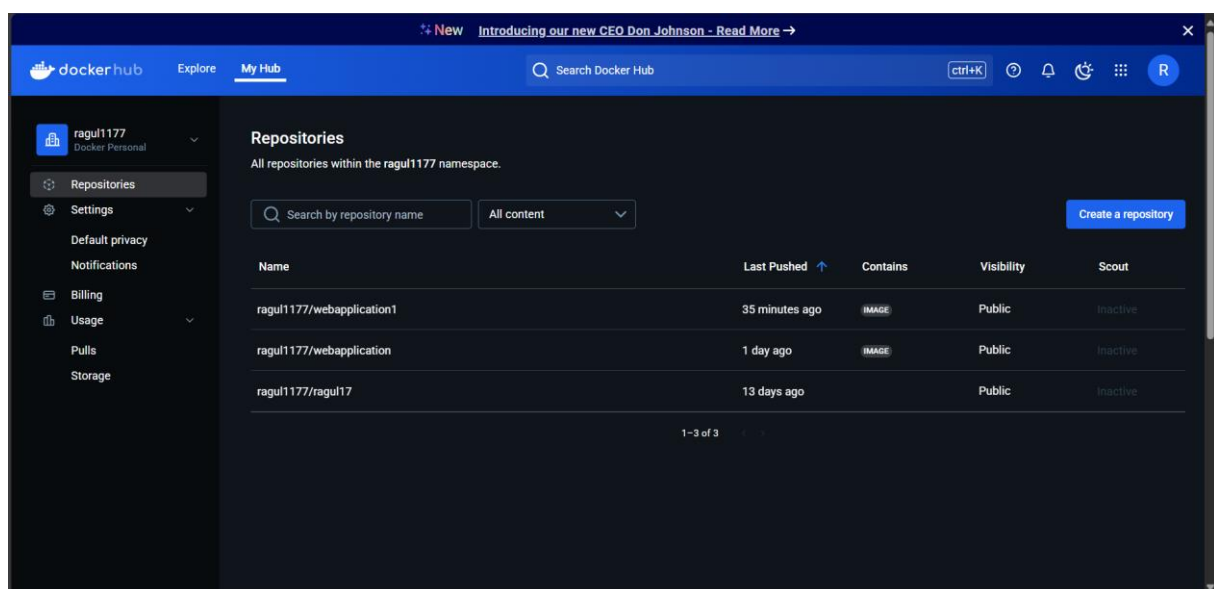 New Introducing our new CEO Don Johnson - Read More →
dockerhub Explore My Hub Search Docker Hub ctrl+K R
ragul1177
Docker Personal
Repositories
Settings
Default privacy
Notifications
Billing
Usage
Pulls
Storage
Repositories
All repositories within the ragul1177 namespace.
Search by repository name All content Create a repository
Name Last Pushed Contains Visibility Scout
ragul1177/webapplication1 35 minutes ago IMAGE Public Inactive
ragul1177/webapplication 1 day ago IMAGE Public Inactive
ragul1177/ragul17 13 days ago Public Inactive
1–3 of 3